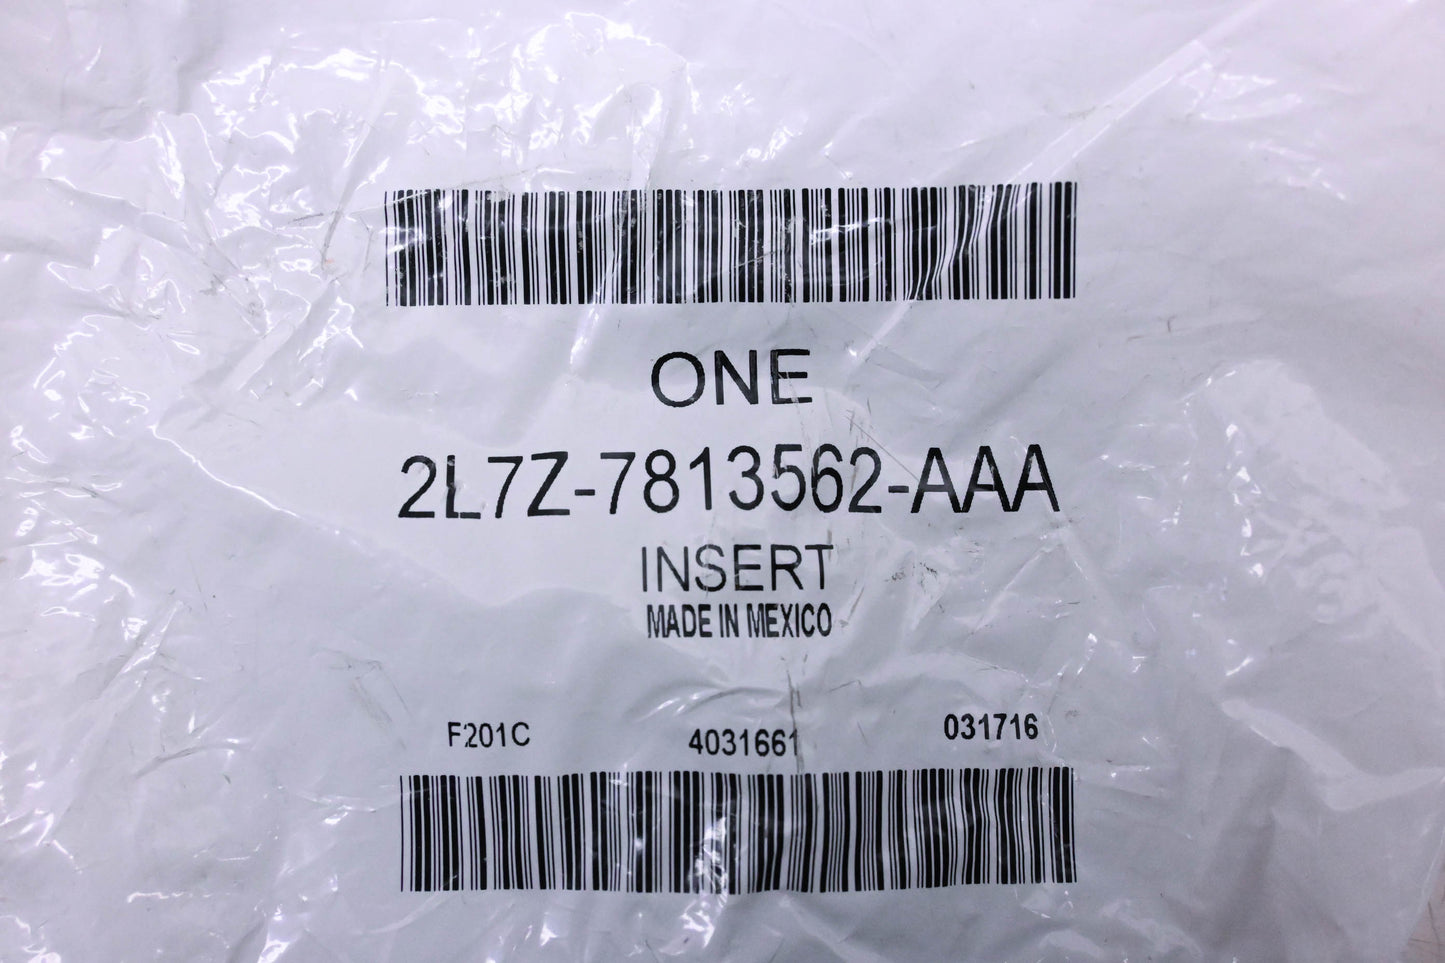 ONE
2L7Z-7813562-AAA
INSERT
MADE IN MEXICO
F201C 4031661 031716